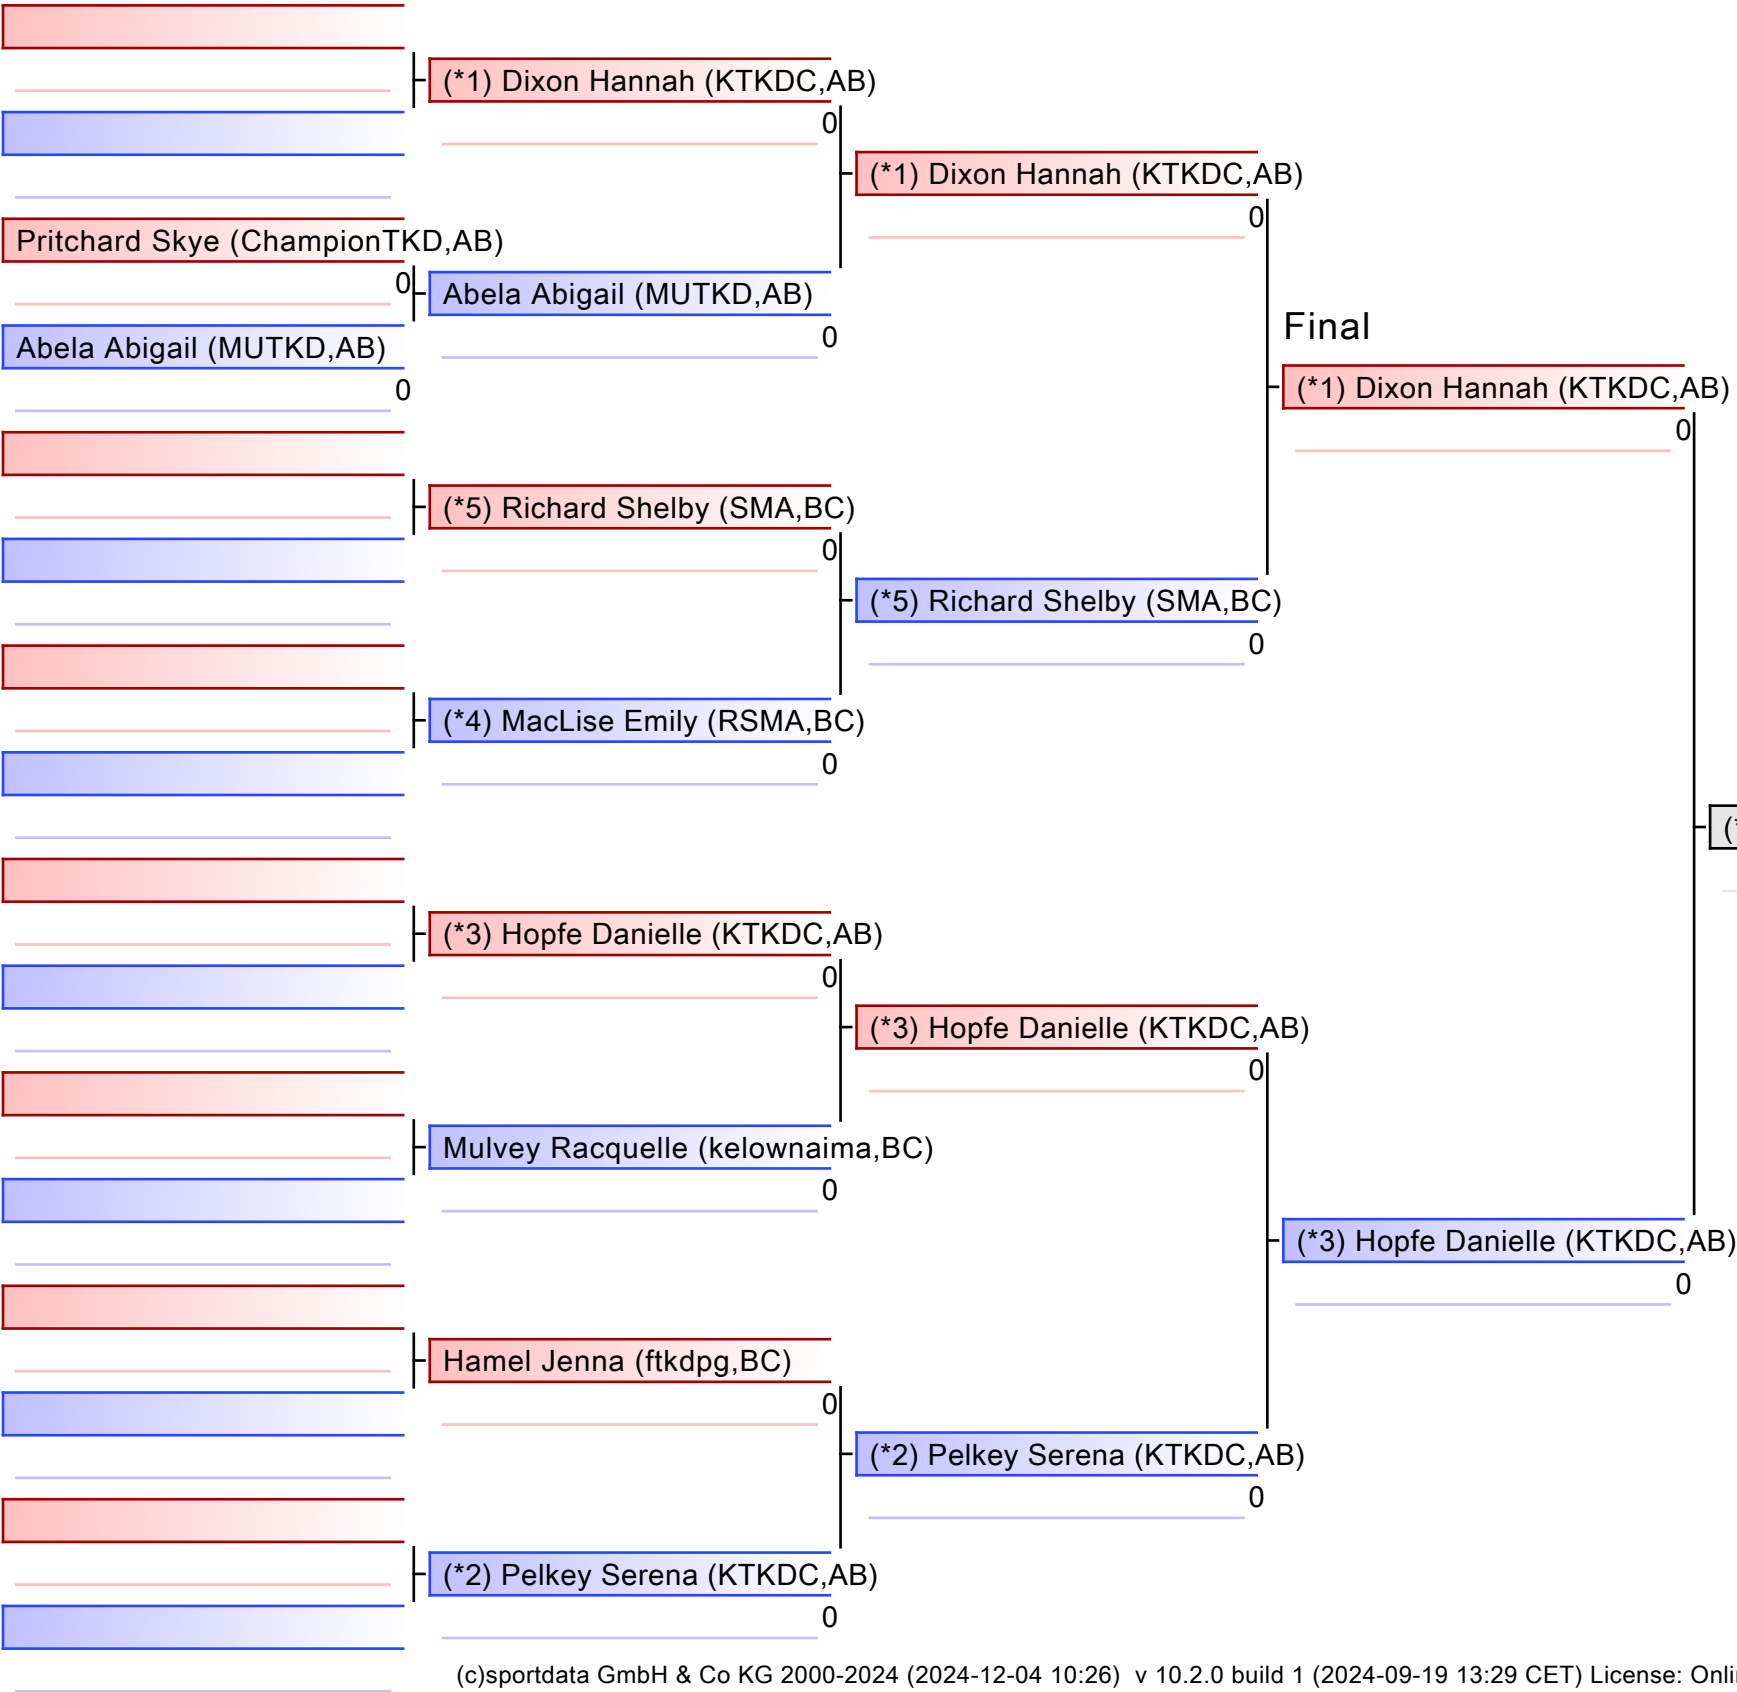 (*1) Dixon Hannah (KTKDC,AB)
0
(*1) Dixon Hannah (KTKDC,AB)
0
Pritchard Skye (ChampionTKD,AB)
0
Abela Abigail (MUTKD,AB)
0
Abela Abigail (MUTKD,AB)
0
Final
(*1) Dixon Hannah (KTKDC,AB)
0
(*5) Richard Shelby (SMA,BC)
0
(*5) Richard Shelby (SMA,BC)
0
(*4) MacLise Emily (RSMA,BC)
0
(*3) Hopfe Danielle (KTKDC,AB)
0
(*3) Hopfe Danielle (KTKDC,AB)
0
Mulvey Racquelle (kelownaima,BC)
0
(*3) Hopfe Danielle (KTKDC,AB)
0
Hamel Jenna (ftkdpg,BC)
0
(*2) Pelkey Serena (KTKDC,AB)
0
(*2) Pelkey Serena (KTKDC,AB)
0
(c)sportdata GmbH & Co KG 2000-2024 (2024-12-04 10:26) v 10.2.0 build 1 (2024-09-19 13:29 CET) License: Onli